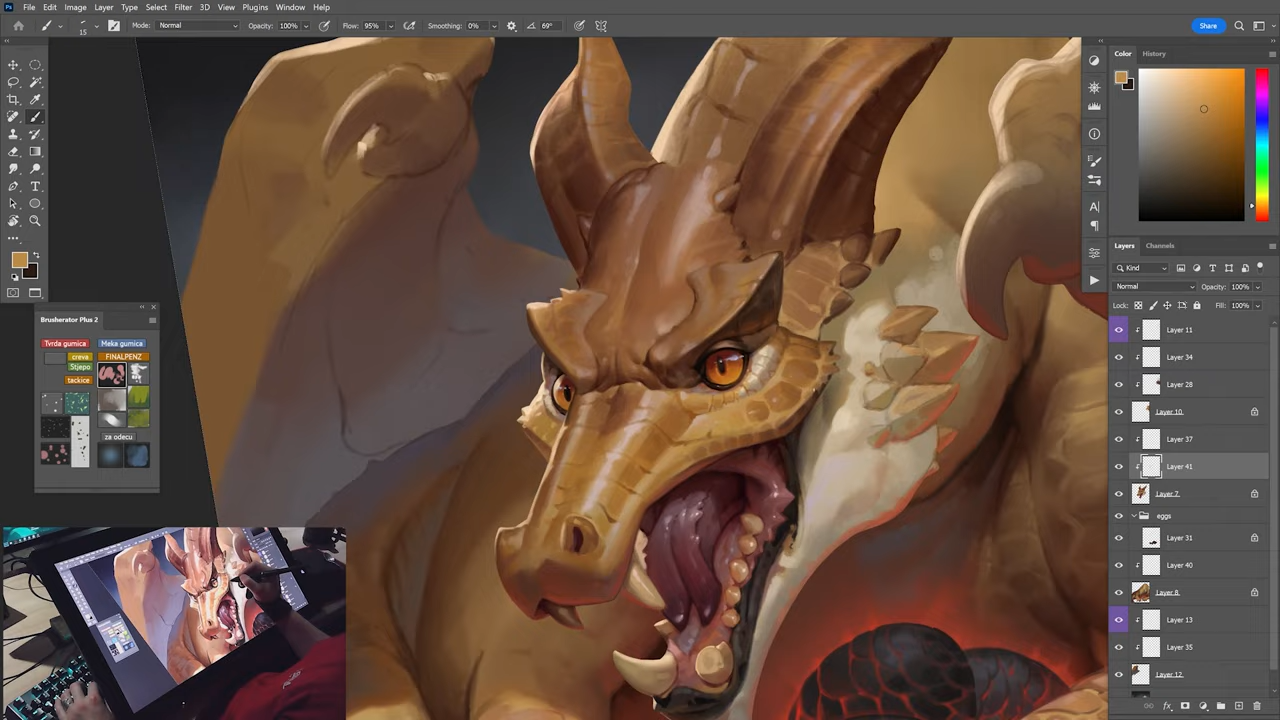 Ps File Edit Image Layer Type Select Filter 3D View Plugins Window Help
15 Mode: Normal Opacity: 100% Flow: 95% Smoothing: 0% 69° Share
Color History
Brusherator Plus 2
Tvrda gumica Meka gumica
creva FINALPENZ
Stjepo
tackice
za odecu
Layers Channels
Kind
Normal Opacity: 100%
Lock: Fill: 100%
Layer 11
Layer 34
Layer 28
Layer 10
Layer 37
Layer 41
Layer 7
eggs
Layer 31
Layer 40
Layer 8
Layer 13
Layer 35
Layer 12